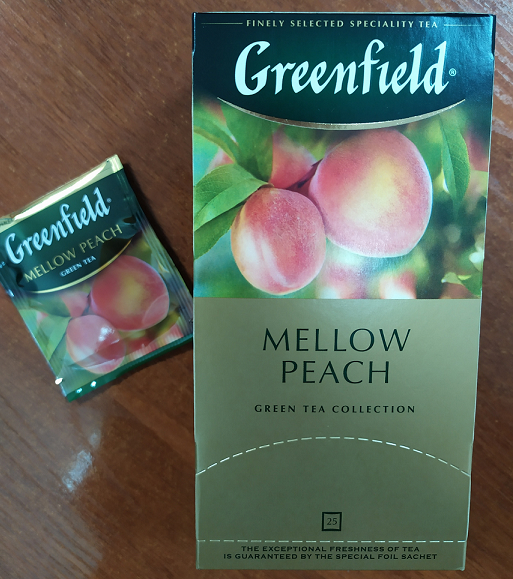 FINELY SELECTED SPECIALITY TEA
Greenfield®
MELLOW
PEACH
GREEN TEA COLLECTION
25
THE EXCEPTIONAL FRESHNESS OF TEA
IS GUARANTEED BY THE SPECIAL FOIL SACHET
Greenfield®
MELLOW PEACH
GREEN TEA